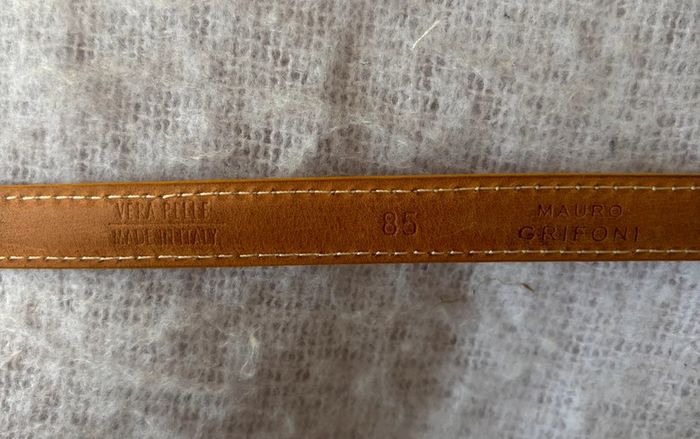 VERA PELLE
MADE IN ITALY
85
MAURO
GRIFONI